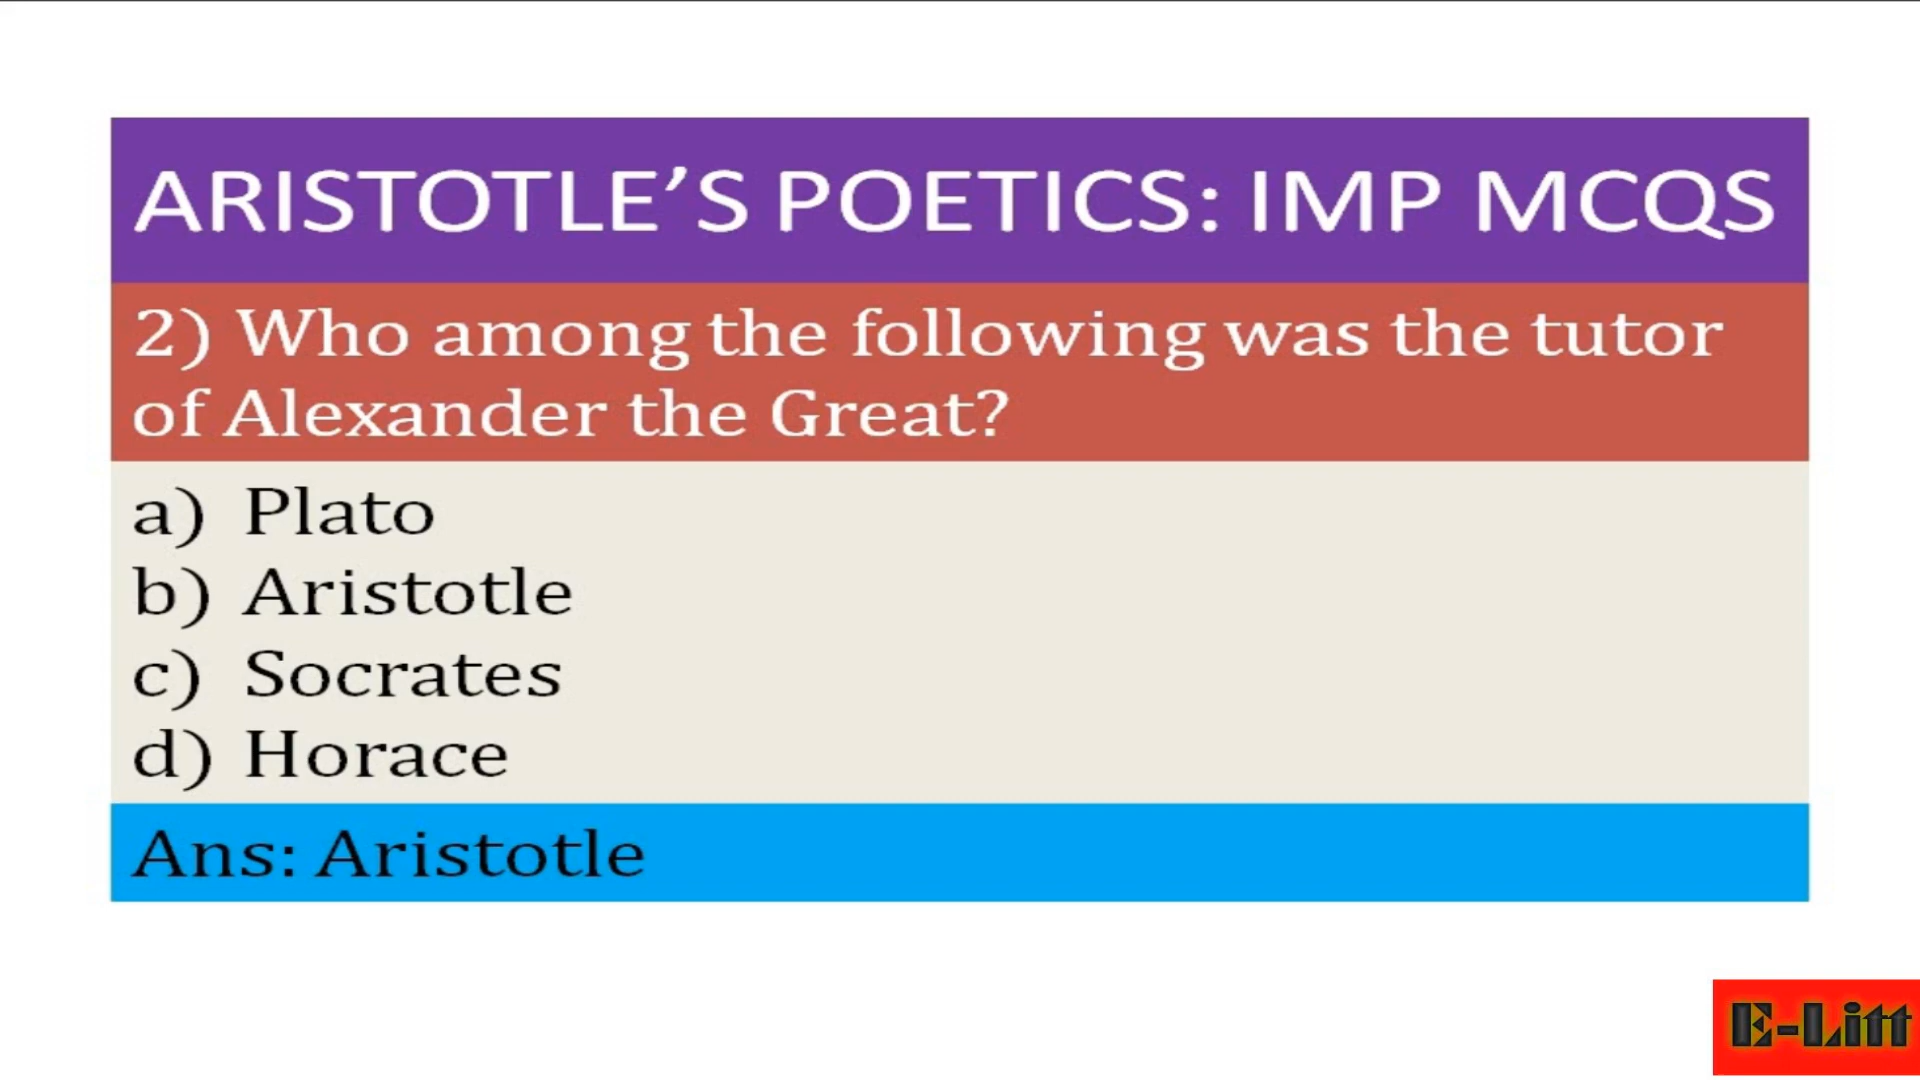 ARISTOTLE’S POETICS: IMP MCQS
2) Who among the following was the tutor
of Alexander the Great?
a) Plato
b) Aristotle
c) Socrates
d) Horace
Ans: Aristotle
E-Litt